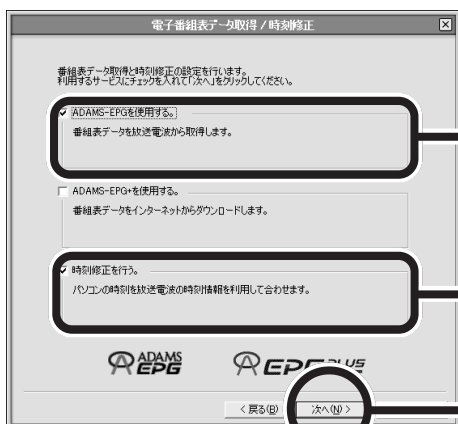 電子番組表データ取得 / 時刻修正
番組表データ取得と時刻修正の設定を行います。
利用するサービスにチェックを入れて「次へ」をクリックしてください。
ADAMS-EPGを使用する。
番組表データを放送電波から取得します。
ADAMS-EPG+を使用する。
番組表データをインターネットからダウンロードします。
時刻修正を行う。
パソコンの時刻を放送電波の時刻情報を利用して合わせます。
ADAMS
EPG
EPG PLUS
< 戻る(B)
次へ(N) >